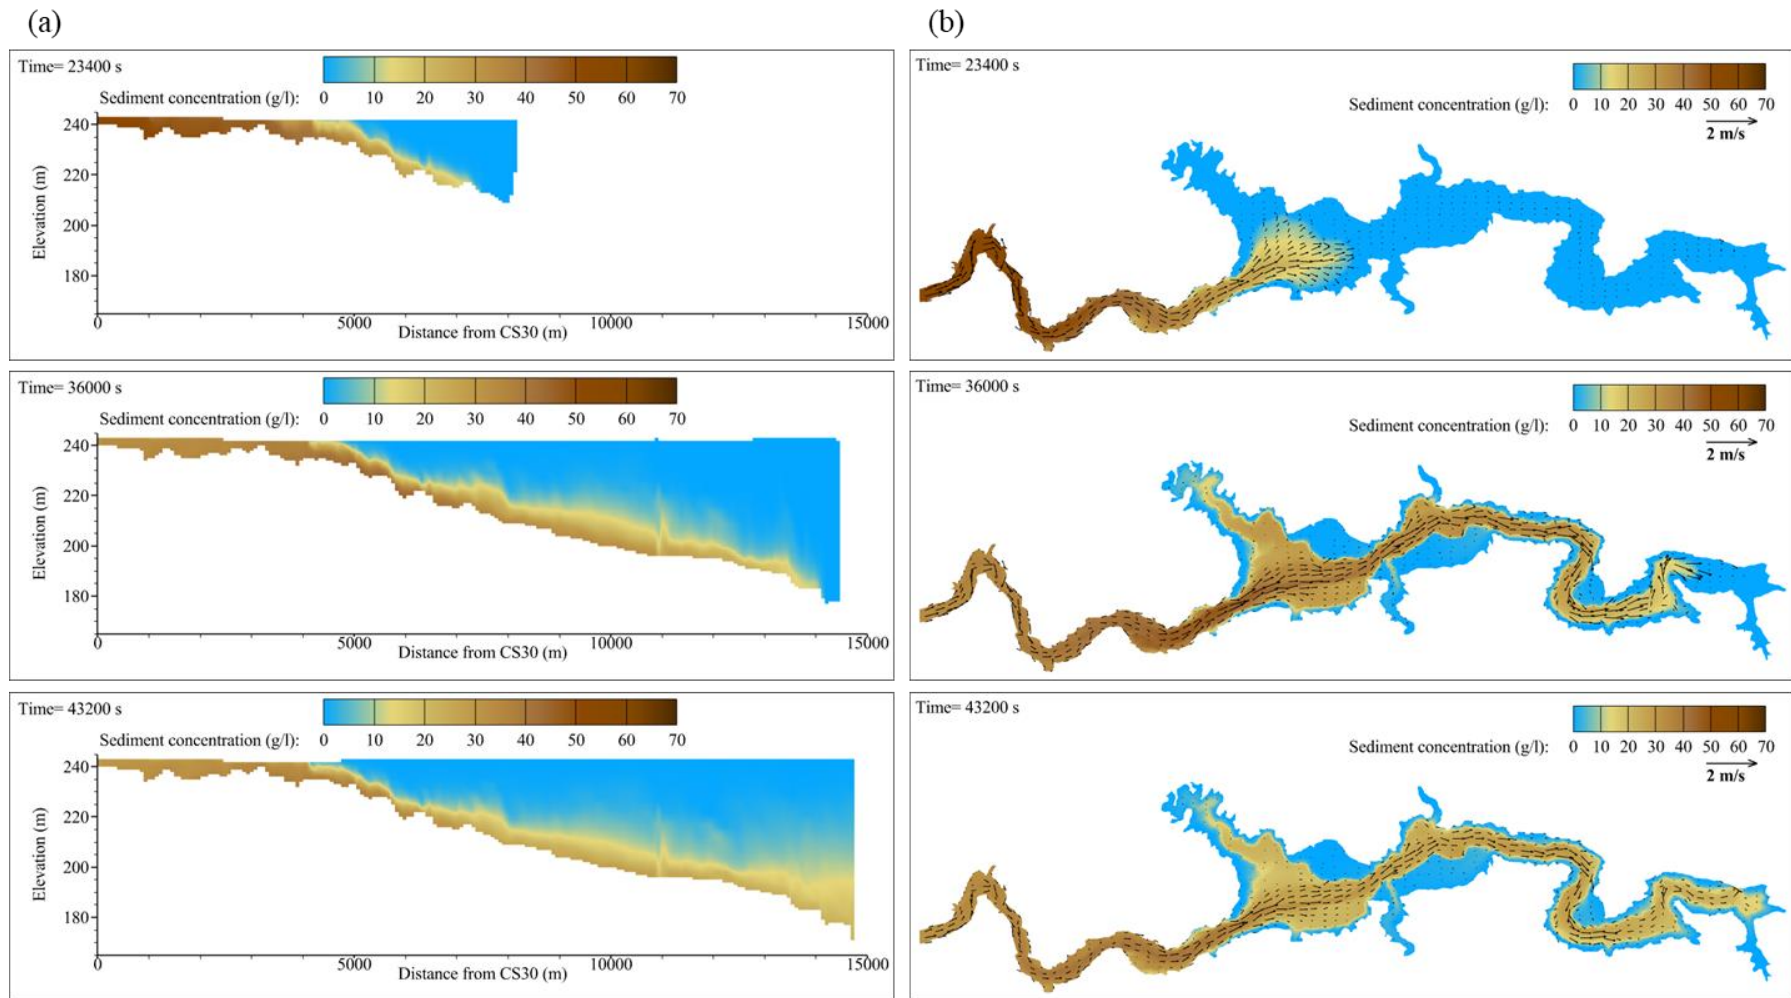 (a)
(b)
Time= 23400 s
Sediment concentration (g/l): 0 10 20 30 40 50 60 70
Elevation (m)
240
220
200
180
0 5000 10000 15000
Distance from CS30 (m)
Time= 23400 s
Sediment concentration (g/l): 0 10 20 30 40 50 60 70
2 m/s
Time= 36000 s
Sediment concentration (g/l): 0 10 20 30 40 50 60 70
Elevation (m)
240
220
200
180
0 5000 10000 15000
Distance from CS30 (m)
Time= 36000 s
Sediment concentration (g/l): 0 10 20 30 40 50 60 70
2 m/s
Time= 43200 s
Sediment concentration (g/l): 0 10 20 30 40 50 60 70
Elevation (m)
240
220
200
180
0 5000 10000 15000
Distance from CS30 (m)
Time= 43200 s
Sediment concentration (g/l): 0 10 20 30 40 50 60 70
2 m/s